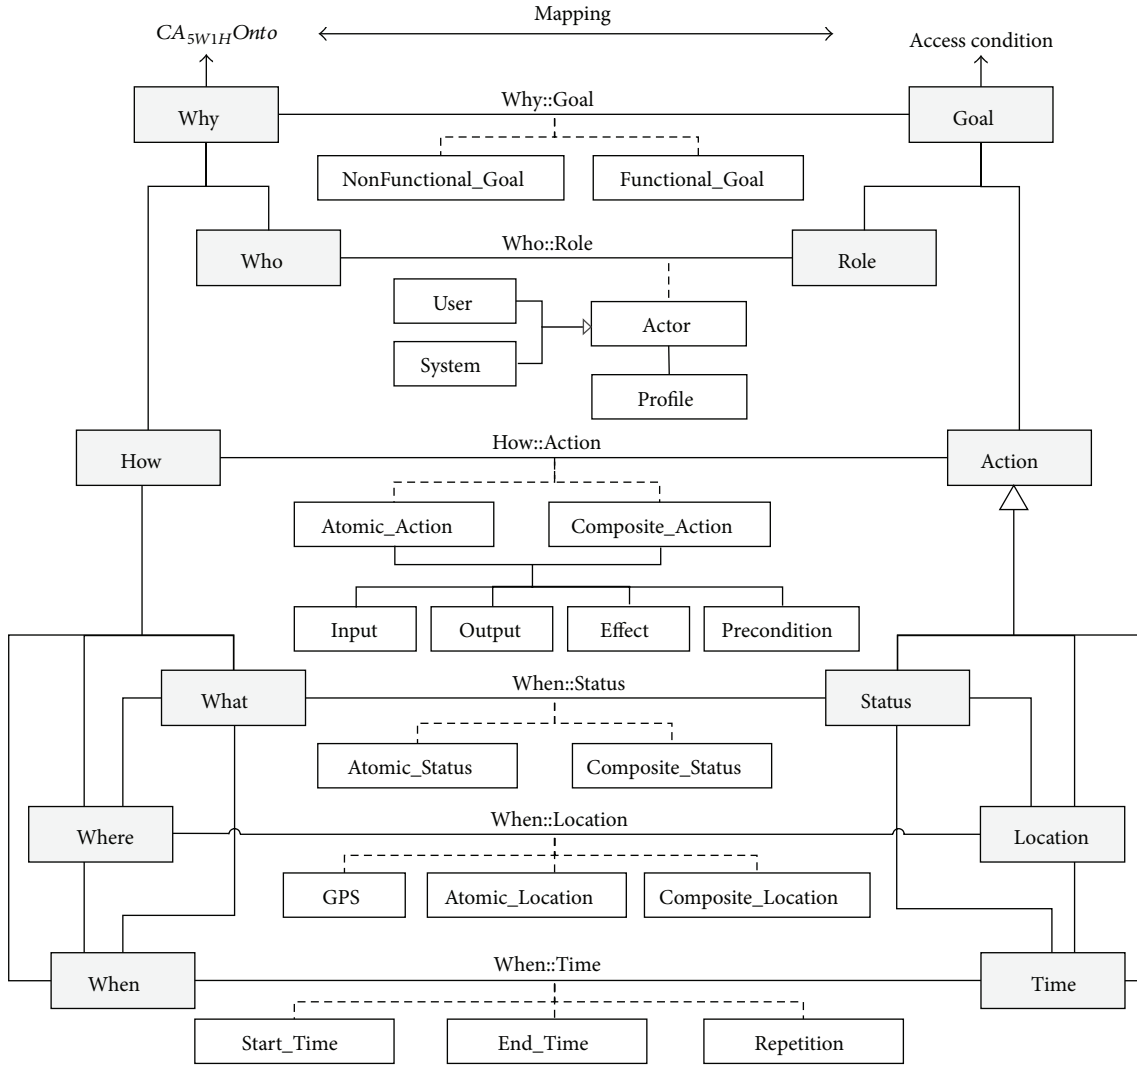 Mapping
CA5W1HOnto
Access condition
Why
Why::Goal
Goal
NonFunctional_Goal
Functional_Goal
Who
Who::Role
Role
User
Actor
System
Profile
How
How::Action
Action
Atomic_Action
Composite_Action
Input
Output
Effect
Precondition
What
When::Status
Status
Atomic_Status
Composite_Status
Where
When::Location
Location
GPS
Atomic_Location
Composite_Location
When
When::Time
Time
Start_Time
End_Time
Repetition